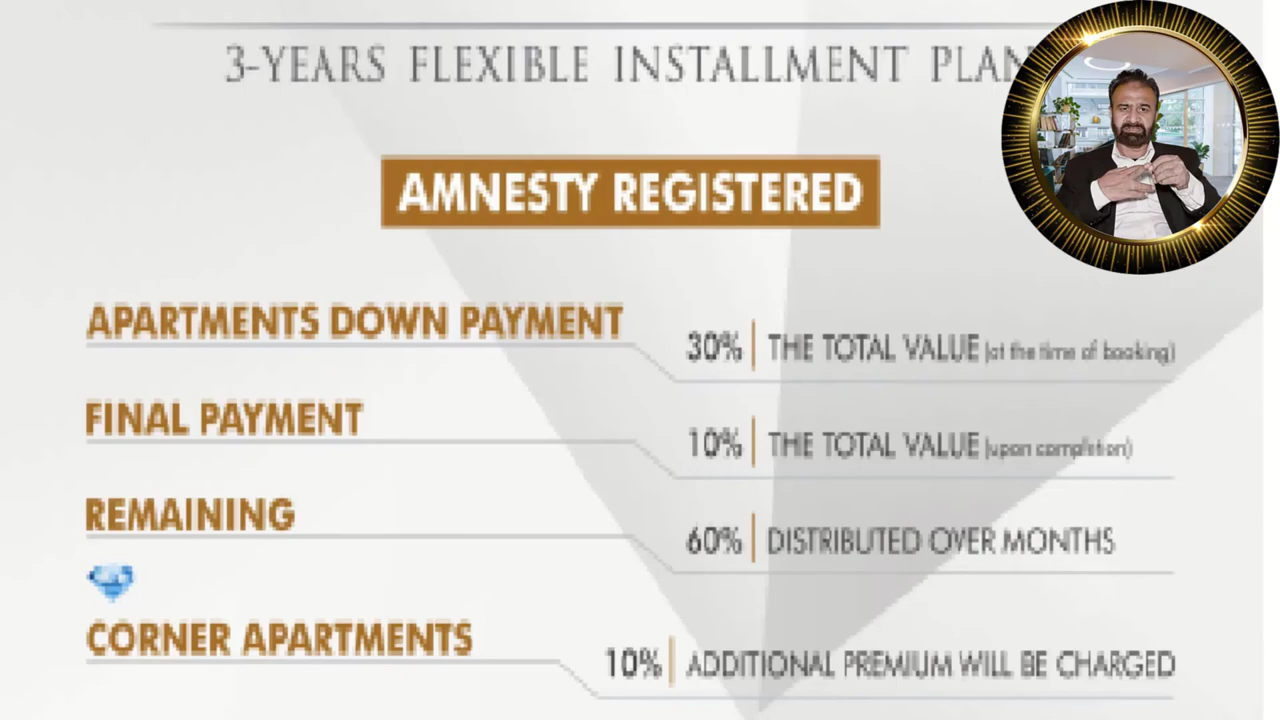 3-YEARS FLEXIBLE INSTALLMENT PLAN
AMNESTY REGISTERED
APARTMENTS DOWN PAYMENT
30% THE TOTAL VALUE (at the time of booking)
FINAL PAYMENT
10% THE TOTAL VALUE (upon completion)
REMAINING
60% DISTRIBUTED OVER MONTHS
CORNER APARTMENTS
10% ADDITIONAL PREMIUM WILL BE CHARGED